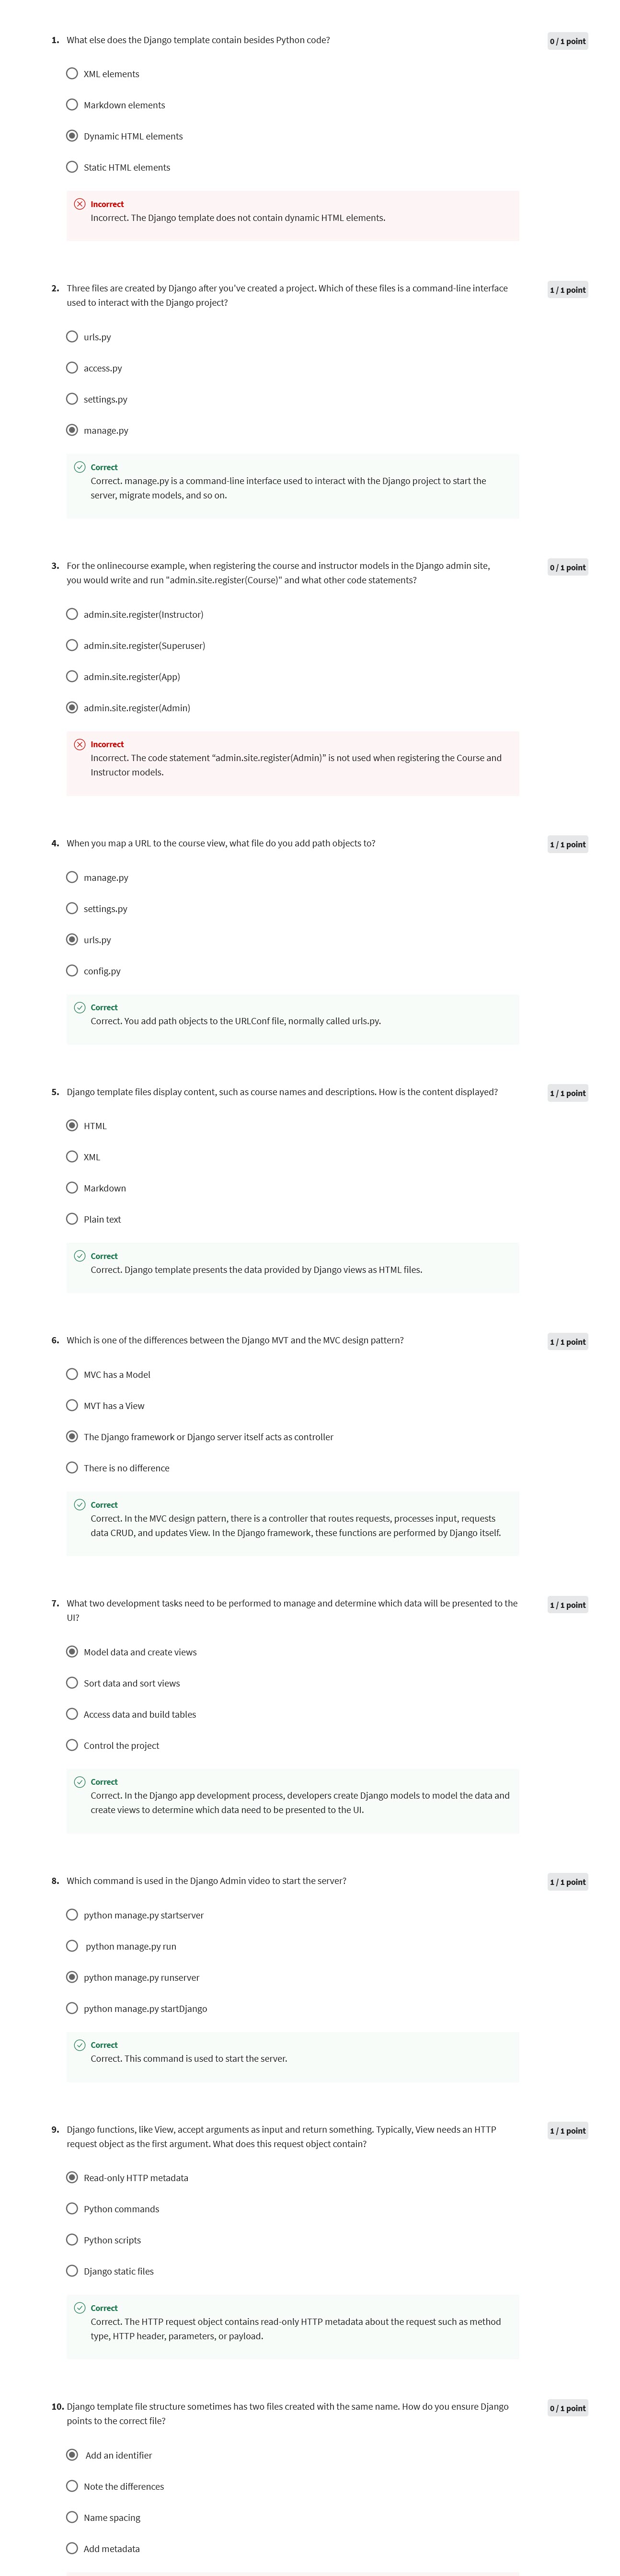 1. What else does the Django template contain besides Python code?
0 / 1 point
XML elements
Markdown elements
Dynamic HTML elements
Static HTML elements
Incorrect
Incorrect. The Django template does not contain dynamic HTML elements.
2. Three files are created by Django after you've created a project. Which of these files is a command-line interface
used to interact with the Django project?
1 / 1 point
urls.py
access.py
settings.py
manage.py
Correct
Correct. manage.py is a command-line interface used to interact with the Django project to start the
server, migrate models, and so on.
3. For the onlinecourse example, when registering the course and instructor models in the Django admin site,
you would write and run "admin.site.register(Course)" and what other code statements?
0 / 1 point
admin.site.register(Instructor)
admin.site.register(Superuser)
admin.site.register(App)
admin.site.register(Admin)
Incorrect
Incorrect. The code statement “admin.site.register(Admin)” is not used when registering the Course and
Instructor models.
4. When you map a URL to the course view, what file do you add path objects to?
1 / 1 point
manage.py
settings.py
urls.py
config.py
Correct
Correct. You add path objects to the URLConf file, normally called urls.py.
5. Django template files display content, such as course names and descriptions. How is the content displayed?
1 / 1 point
HTML
XML
Markdown
Plain text
Correct
Correct. Django template presents the data provided by Django views as HTML files.
6. Which is one of the differences between the Django MVT and the MVC design pattern?
1 / 1 point
MVC has a Model
MVT has a View
The Django framework or Django server itself acts as controller
There is no difference
Correct
Correct. In the MVC design pattern, there is a controller that routes requests, processes input, requests
data CRUD, and updates View. In the Django framework, these functions are performed by Django itself.
7. What two development tasks need to be performed to manage and determine which data will be presented to the
UI?
1 / 1 point
Model data and create views
Sort data and sort views
Access data and build tables
Control the project
Correct
Correct. In the Django app development process, developers create Django models to model the data and
create views to determine which data need to be presented to the UI.
8. Which command is used in the Django Admin video to start the server?
1 / 1 point
python manage.py startserver
python manage.py run
python manage.py runserver
python manage.py startDjango
Correct
Correct. This command is used to start the server.
9. Django functions, like View, accept arguments as input and return something. Typically, View needs an HTTP
request object as the first argument. What does this request object contain?
1 / 1 point
Read-only HTTP metadata
Python commands
Python scripts
Django static files
Correct
Correct. The HTTP request object contains read-only HTTP metadata about the request such as method
type, HTTP header, parameters, or payload.
10. Django template file structure sometimes has two files created with the same name. How do you ensure Django
points to the correct file?
0 / 1 point
Add an identifier
Note the differences
Name spacing
Add metadata